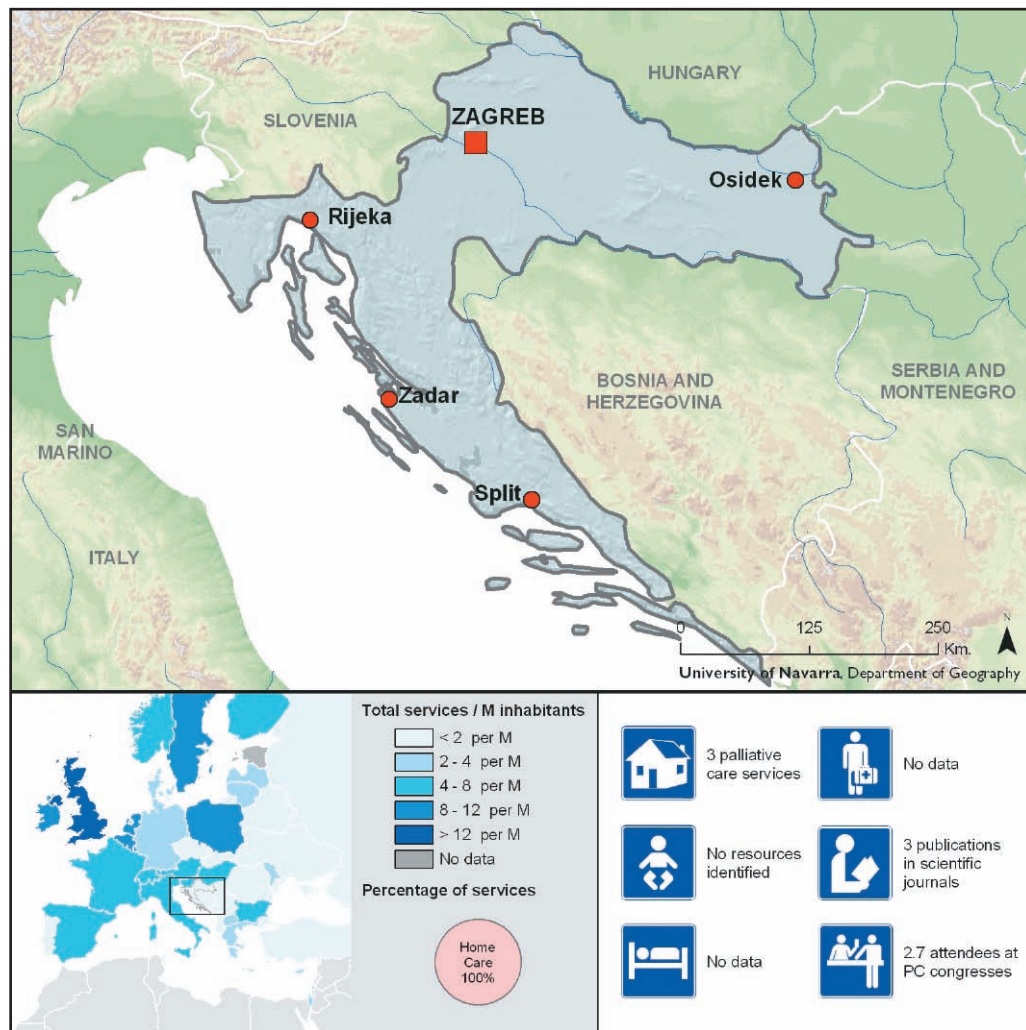 HUNGARY
SLOVENIA
ZAGREB
Osidek
Rijeka
BOSNIA AND
HERZEGOVINA
SERBIA AND
MONTENEGRO
Zadar
SAN
MARINO
Split
ITALY
N
0 125 250
Km.
University of Navarra, Department of Geography
Total services / M inhabitants
< 2 per M
2 - 4 per M
4 - 8 per M
8 - 12 per M
> 12 per M
No data
Percentage of services
Home
Care
100%
3 palliative
care services
No data
No resources
identified
3 publications
in scientific
journals
No data
2.7 attendees at
PC congresses